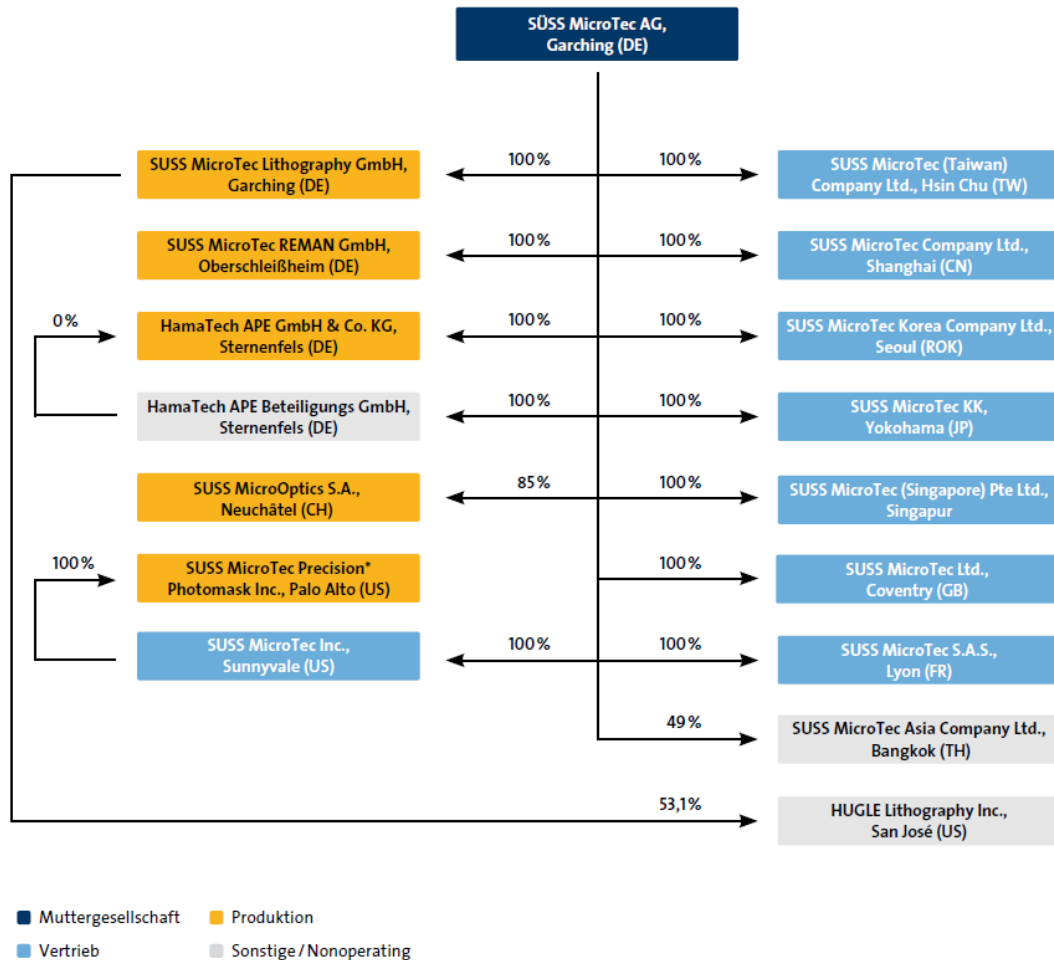 SÜSS MicroTec AG,
Garching (DE)
SUSS MicroTec Lithography GmbH,
Garching (DE)
100%
100%
SUSS MicroTec (Taiwan)
Company Ltd., Hsin Chu (TW)
SUSS MicroTec REMAN GmbH,
Oberschleißheim (DE)
100%
100%
SUSS MicroTec Company Ltd.,
Shanghai (CN)
0%
HamaTech APE GmbH & Co. KG,
Sternenfels (DE)
100%
100%
SUSS MicroTec Korea Company Ltd.,
Seoul (ROK)
HamaTech APE Beteiligungs GmbH,
Sternenfels (DE)
100%
100%
SUSS MicroTec KK,
Yokohama (JP)
SUSS MicroOptics S.A.,
Neuchâtel (CH)
85%
100%
SUSS MicroTec (Singapore) Pte Ltd.,
Singapur
100%
SUSS MicroTec Precision*
Photomask Inc., Palo Alto (US)
100%
SUSS MicroTec Ltd.,
Coventry (GB)
SUSS MicroTec Inc.,
Sunnyvale (US)
100%
100%
SUSS MicroTec S.A.S.,
Lyon (FR)
49%
SUSS MicroTec Asia Company Ltd.,
Bangkok (TH)
53,1%
HUGLE Lithography Inc.,
San José (US)
Muttergesellschaft
Produktion
Vertrieb
Sonstige / Nonoperating